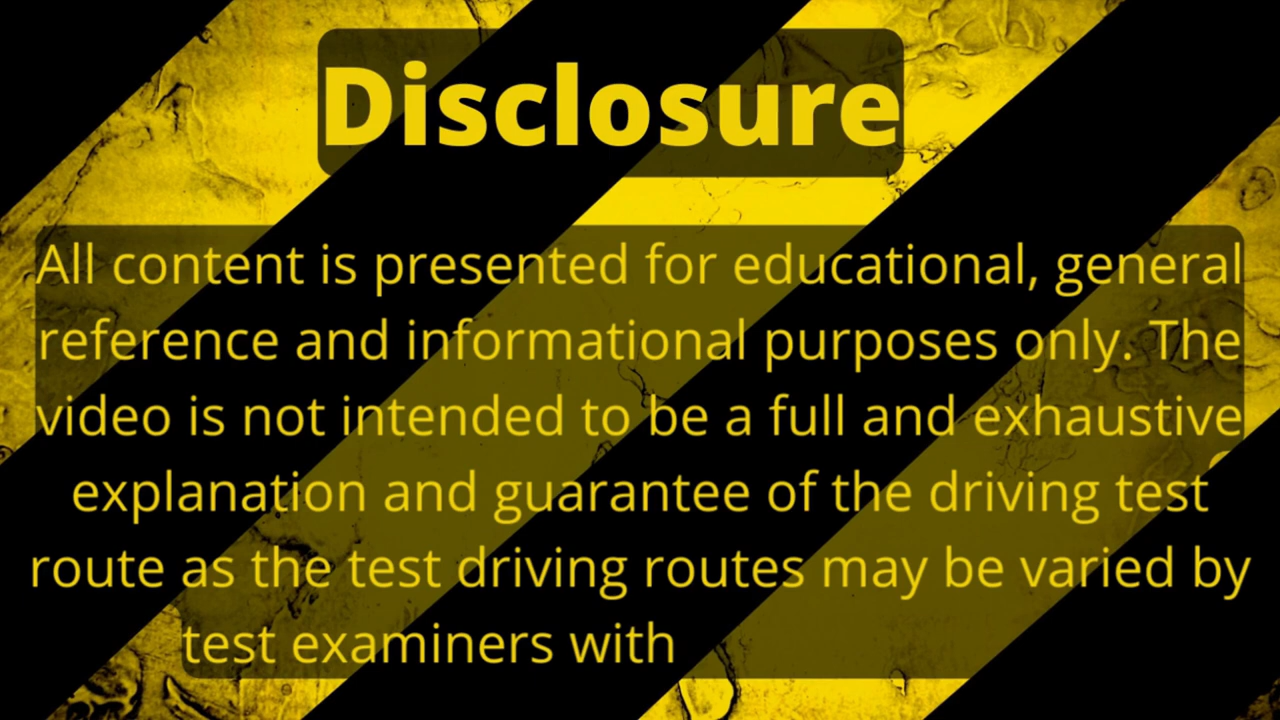 Disclosure
All content is presented for educational, general
reference and informational purposes only. The
video is not intended to be a full and exhaustive
explanation and guarantee of the driving test
route as the test driving routes may be varied by
test examiners with